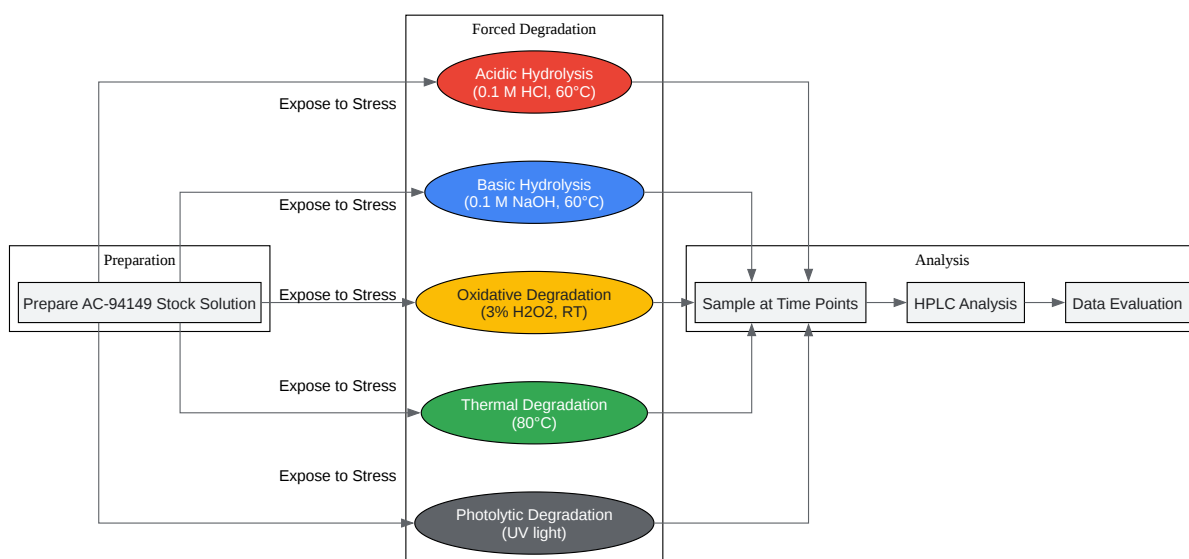 Forced Degradation
Acidic Hydrolysis
(0.1 M HCl, 60°C)
Expose to Stress
Basic Hydrolysis
(0.1 M NaOH, 60°C)
Expose to Stress
Preparation
Prepare AC-94149 Stock Solution
Expose to Stress
Oxidative Degradation
(3% H2O2, RT)
Analysis
Sample at Time Points
HPLC Analysis
Data Evaluation
Expose to Stress
Thermal Degradation
(80°C)
Expose to Stress
Photolytic Degradation
(UV light)